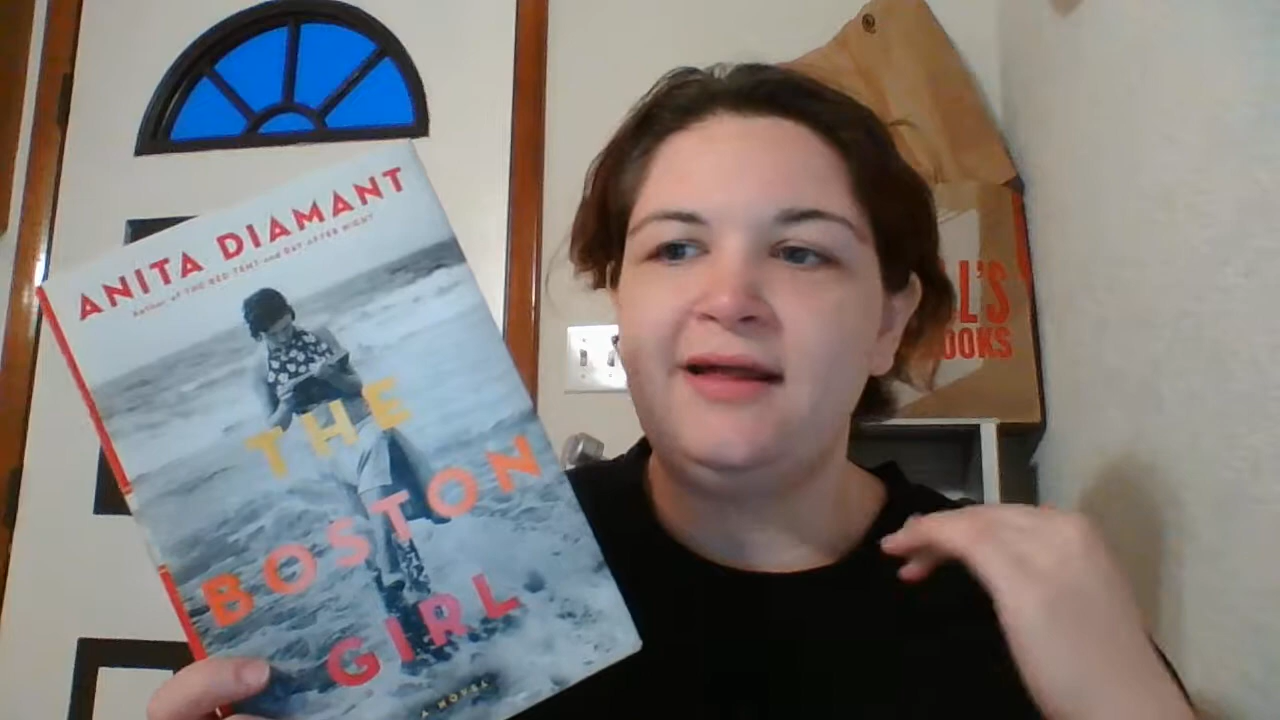 ANITA DIAMANT
Author of THE RED TENT and DAY AFTER NIGHT
THE
BOSTON
GIRL
A NOVEL
L'S
OOKS